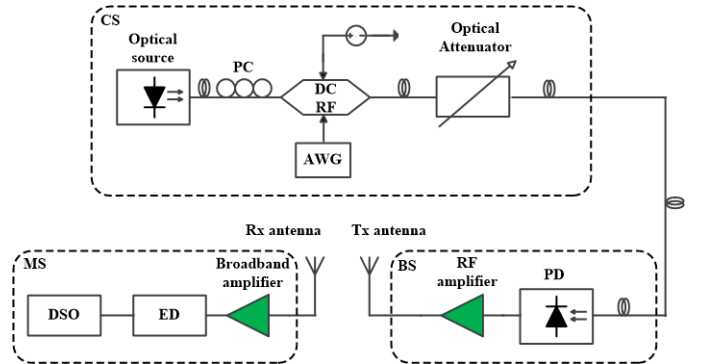 CS
Optical
source
PC
DC
RF
AWG
Optical
Attenuator
Rx antenna
Tx antenna
MS
Broadband
amplifier
DSO
ED
BS
RF
amplifier
PD